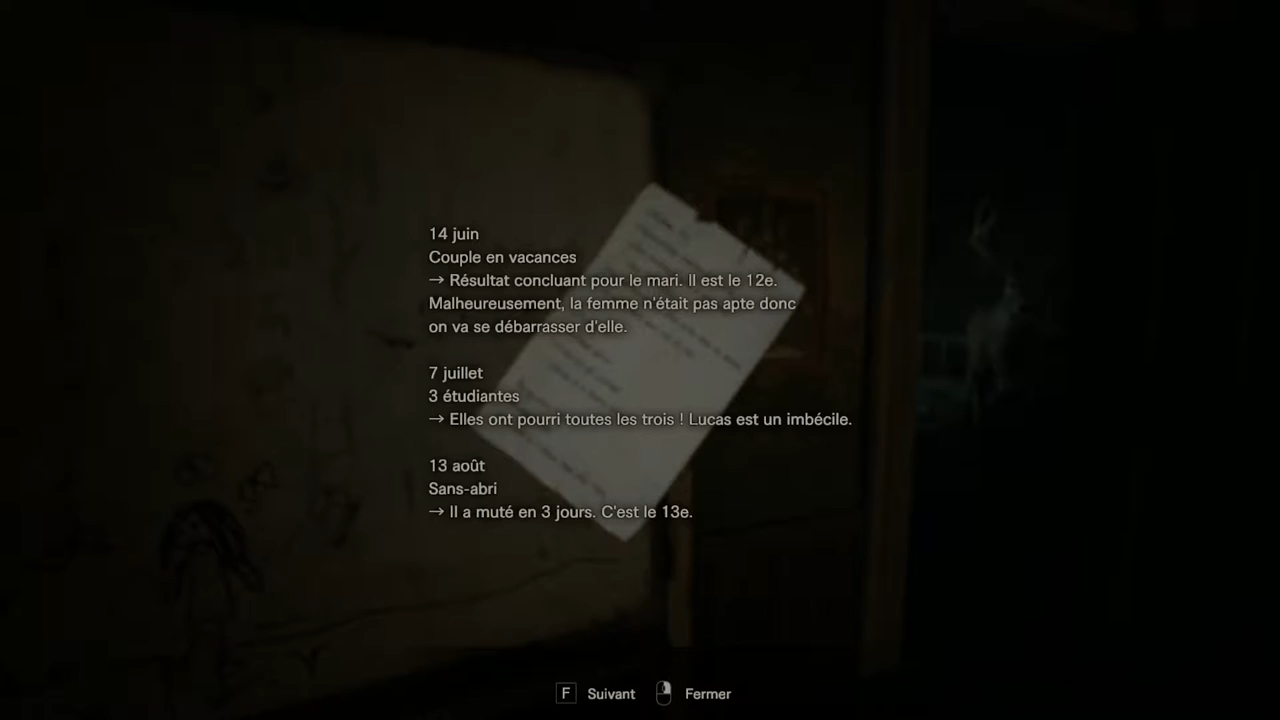 14 juin
Couple en vacances
→ Résultat concluant pour le mari. Il est le 12e.
Malheureusement, la femme n'était pas apte donc
on va se débarrasser d'elle.
7 juillet
3 étudiantes
→ Elles ont pourri toutes les trois ! Lucas est un imbécile.
13 août
Sans-abri
→ Il a muté en 3 jours. C'est le 13e.
F Suivant Fermer